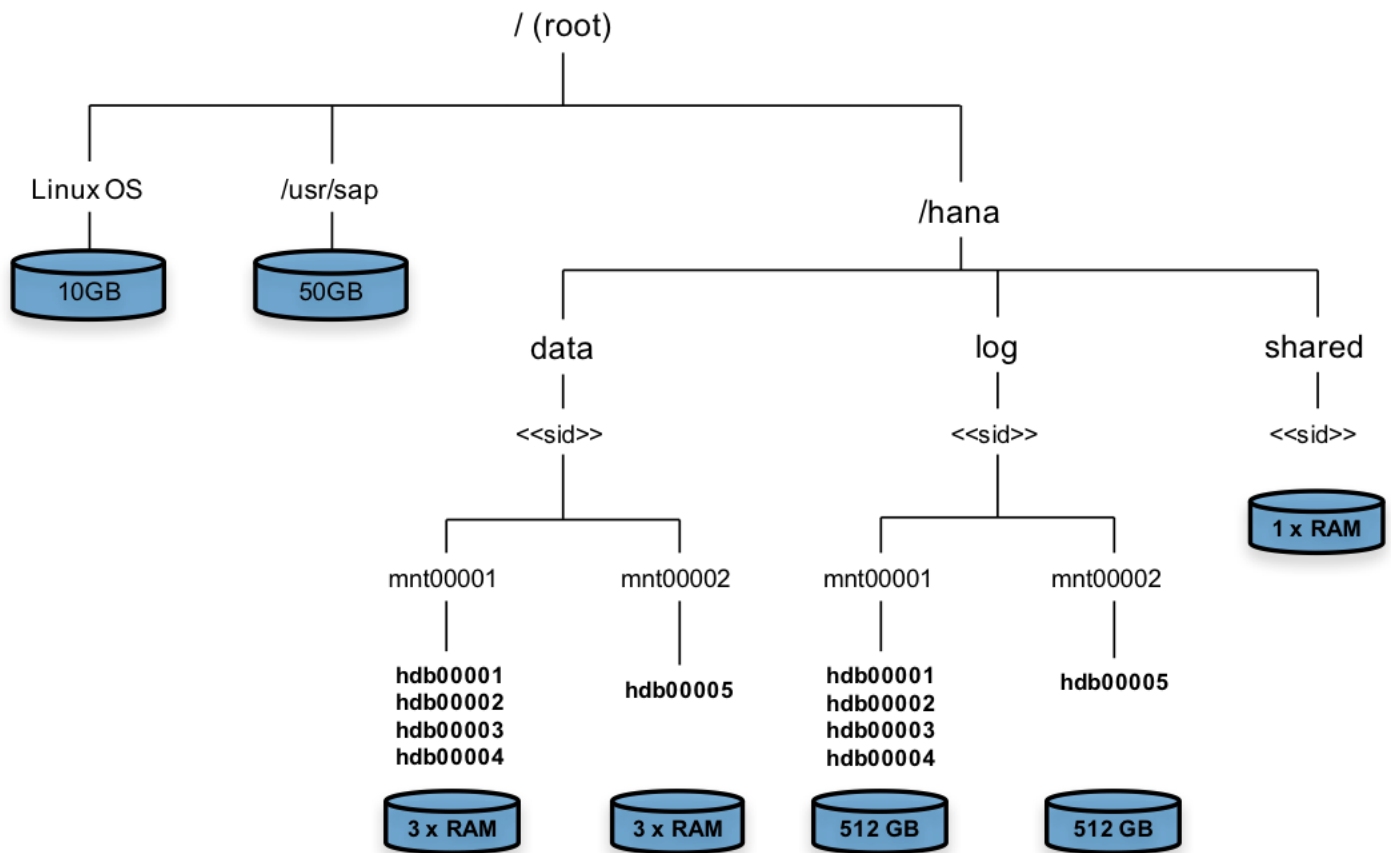 / (root)
Linux OS
/usr/sap
/hana
10GB
50GB
data
log
shared
<<sid>>
<<sid>>
<<sid>>
1 x RAM
mnt00001
mnt00002
mnt00001
mnt00002
hdb00001
hdb00002
hdb00003
hdb00004
hdb00005
hdb00001
hdb00002
hdb00003
hdb00004
hdb00005
3 x RAM
3 x RAM
512 GB
512 GB